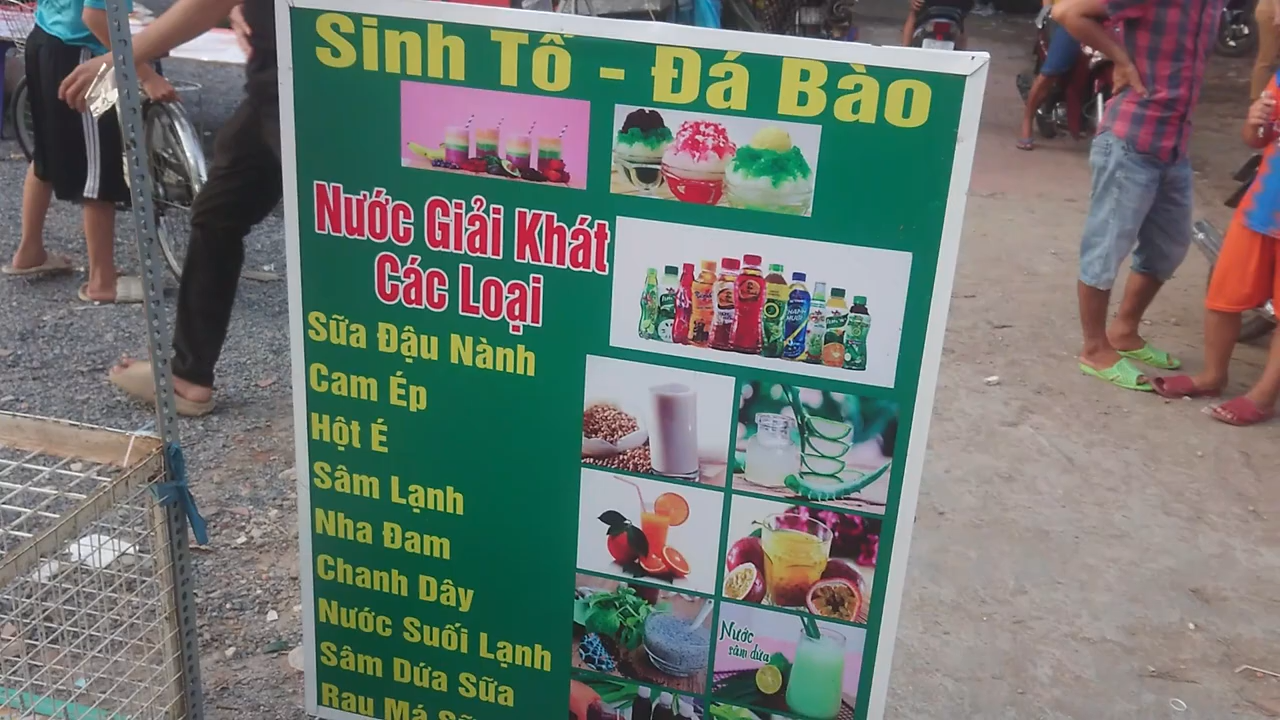 Sinh Tố - Đá Bào
Nước Giải Khát
Các Loại
Sữa Đậu Nành
Cam Ép
Hột É
Sâm Lạnh
Nha Đam
Chanh Dây
Nước Suối Lạnh
Sâm Dứa Sữa
Rau Má
Nước
sâm dứa